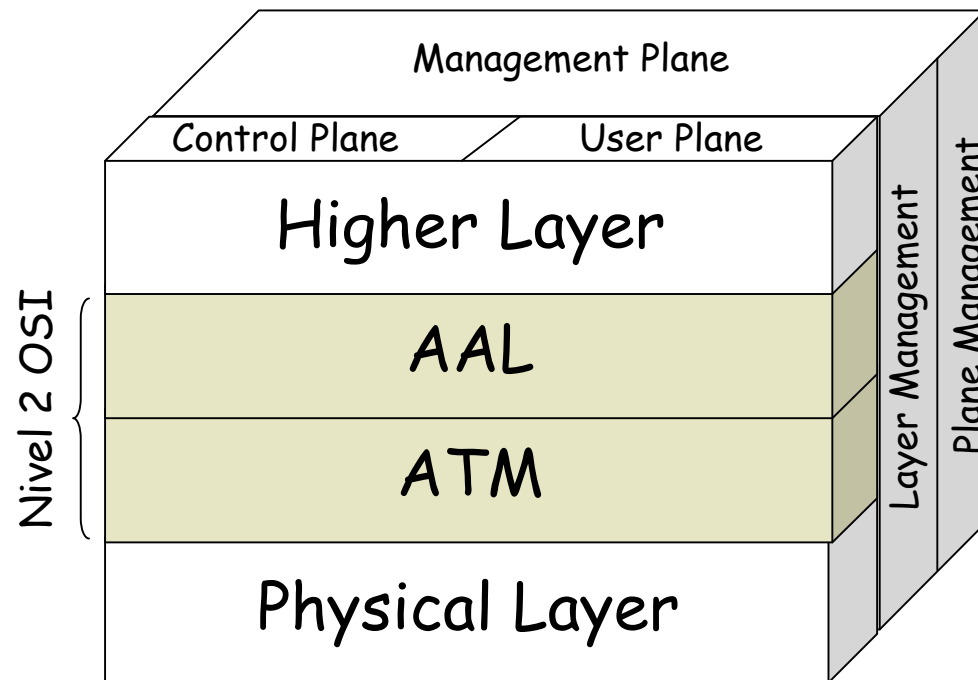 Management Plane
Control Plane
User Plane
Higher Layer
AAL
ATM
Physical Layer
Nivel 2 OSI
Layer Management
Plane Management